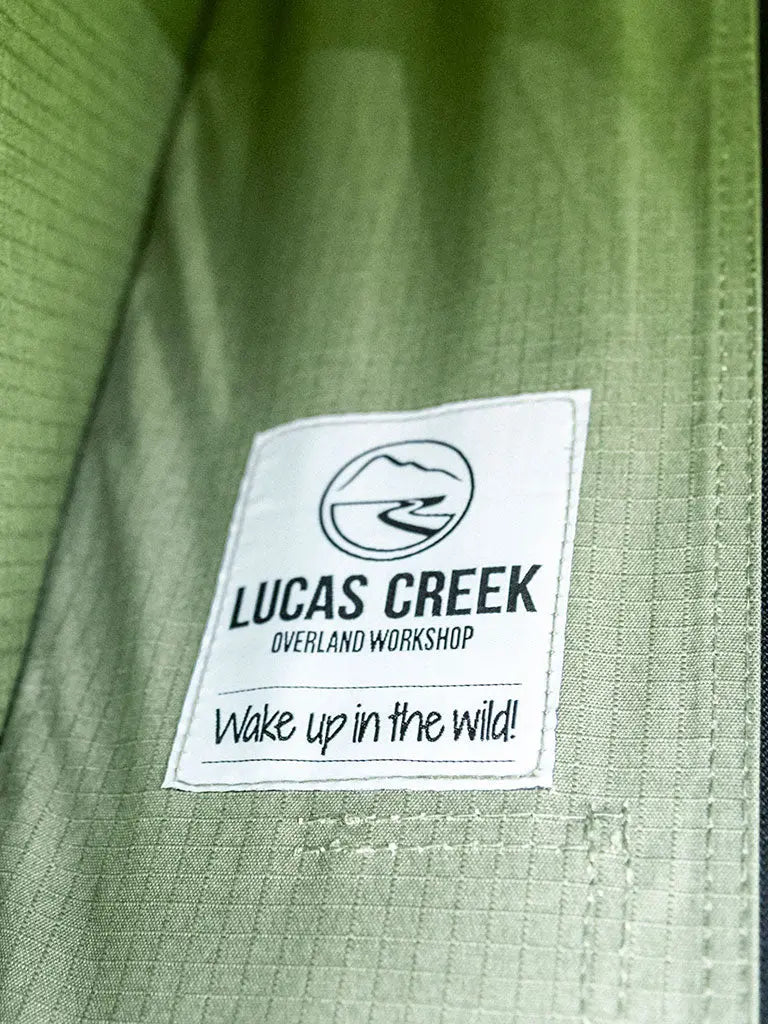 LUCAS CREEK
OVERLAND WORKSHOP
Wake up in the wild!